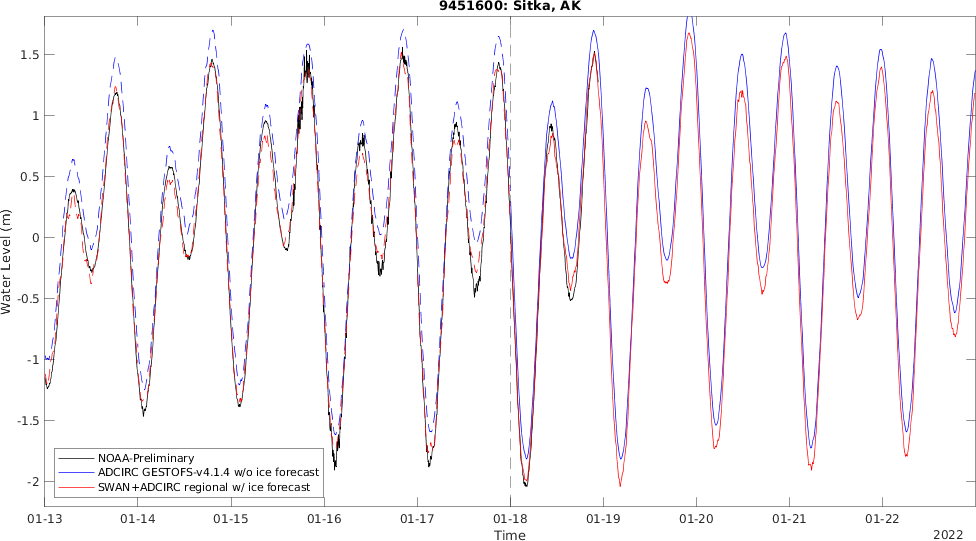 9451600: Sitka, AK
Water Level (m)
1.5
1
0.5
0
-0.5
-1
-1.5
-2
NOAA-Preliminary
ADCIRC GESTOFS-v4.1.4 w/o ice forecast
SWAN+ADCIRC regional w/ ice forecast
01-13 01-14 01-15 01-16 01-17 01-18 01-19 01-20 01-21 01-22
Time
2022